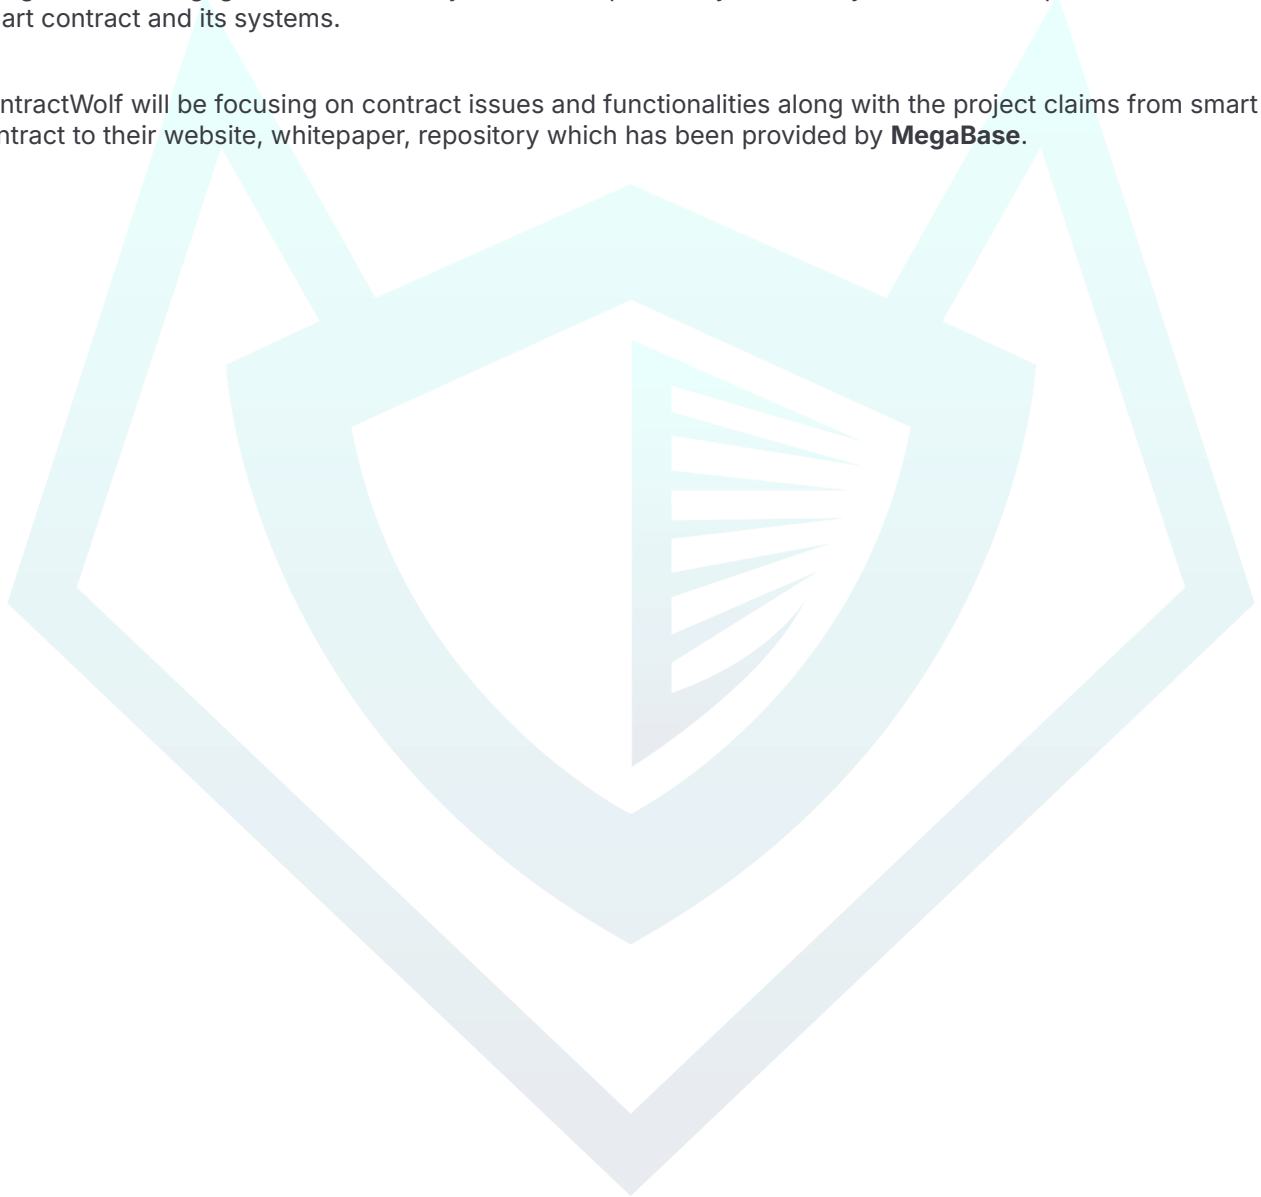 art contract and its systems.
ntractWolf will be focusing on contract issues and functionalities along with the project claims from smart
ntract to their website, whitepaper, repository which has been provided by MegaBase.